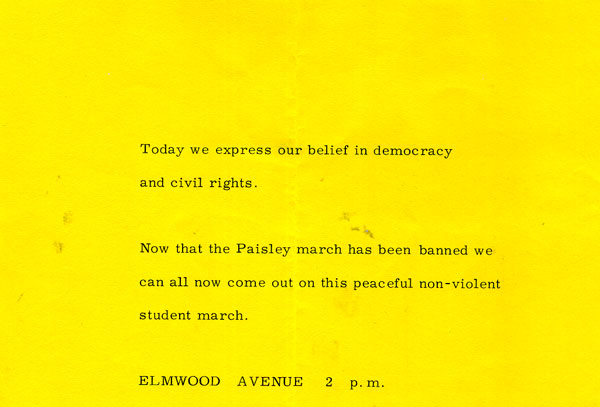 Today we express our belief in democracy
and civil rights.
Now that the Paisley march has been banned we
can all now come out on this peaceful non-violent
student march.
ELMWOOD AVENUE 2 p.m.